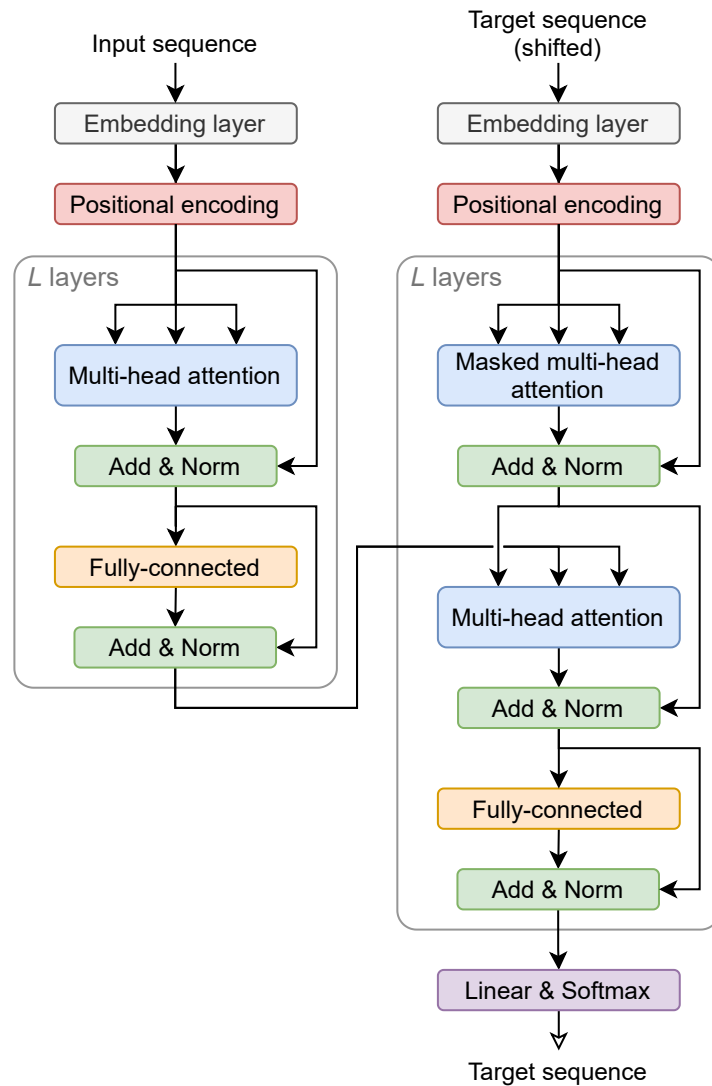 Input sequence
Embedding layer
Positional encoding
L layers
Multi-head attention
Add & Norm
Fully-connected
Add & Norm
Target sequence
(shifted)
Embedding layer
Positional encoding
L layers
Masked multi-head
attention
Add & Norm
Multi-head attention
Add & Norm
Fully-connected
Add & Norm
Linear & Softmax
Target sequence